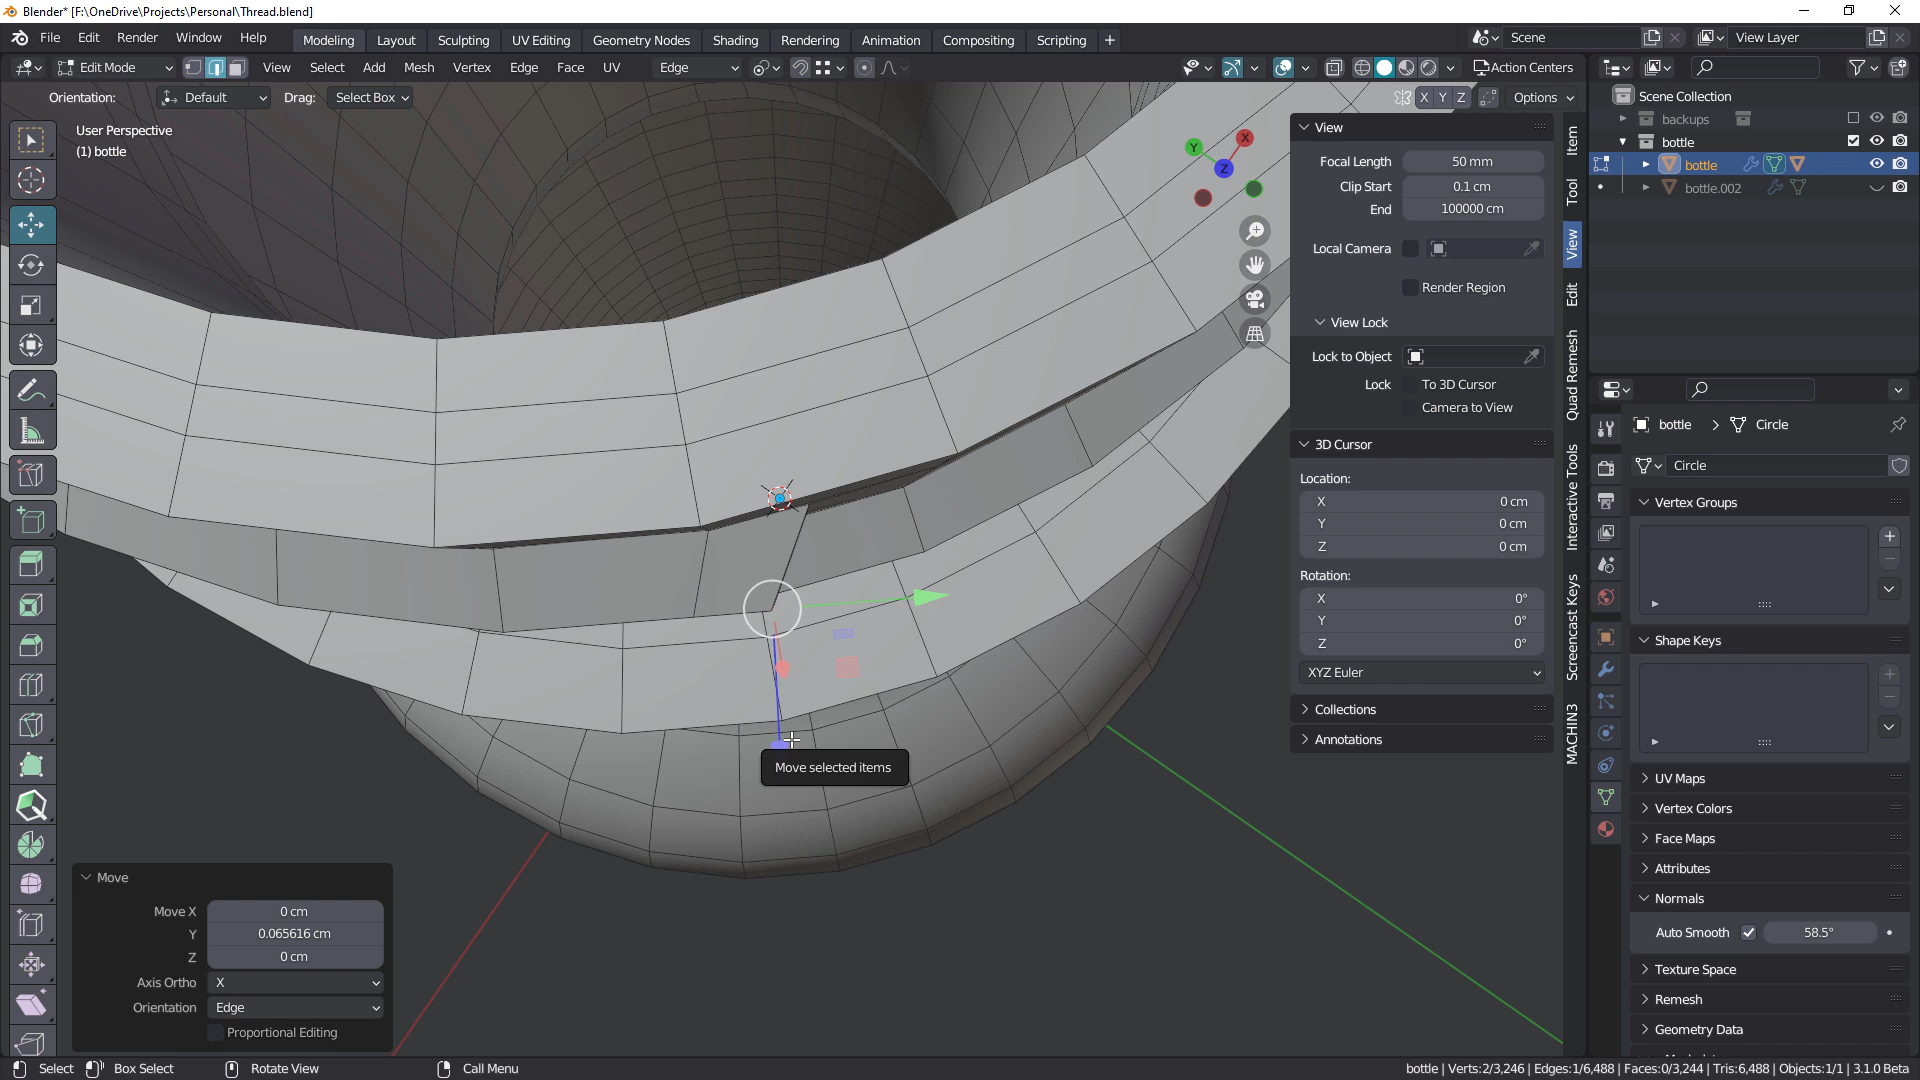 Blender* [F:\OneDrive\Projects\Personal\Thread.blend]
File Edit Render Window Help
Modeling Layout Sculpting UV Editing Geometry Nodes Shading Rendering Animation Compositing Scripting +
Scene
View Layer
Edit Mode View Select Add Mesh Vertex Edge Face UV
Edge
Action Centers
Orientation: Default Drag: Select Box
X Y Z Options
User Perspective
(1) bottle
X
Y
Z
View
Focal Length 50 mm
Clip Start 0.1 cm
End 100000 cm
Local Camera
Render Region
View Lock
Lock to Object
Lock To 3D Cursor
Camera to View
3D Cursor
Location:
X 0 cm
Y 0 cm
Z 0 cm
Rotation:
X 0°
Y 0°
Z 0°
XYZ Euler
Collections
Annotations
Item
Tool
View
Edit
Quad Remesh
Interactive Tools
Screencast Keys
MACHIN3
Scene Collection
backups
bottle
bottle
bottle.002
bottle > Circle
Circle
Vertex Groups
Shape Keys
UV Maps
Vertex Colors
Face Maps
Attributes
Normals
Auto Smooth 58.5°
Texture Space
Remesh
Geometry Data
Move selected items
Move
Move X 0 cm
Y 0.065616 cm
Z 0 cm
Axis Ortho X
Orientation Edge
Proportional Editing
Select Box Select Rotate View Call Menu
bottle | Verts:2/3,246 | Edges:1/6,488 | Faces:0/3,244 | Tris:6,488 | Objects:1/1 | 3.1.0 Beta